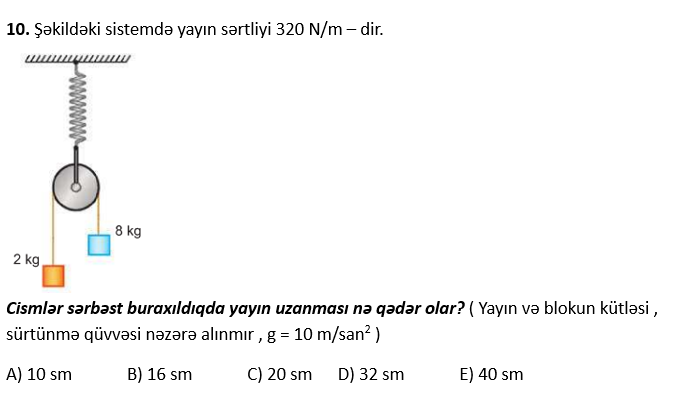 10. Şəkildəki sistemdə yayın sərtliyi 320 N/m – dir.
8 kg
2 kg
Cismlər sərbəst buraxıldıqda yayın uzanması nə qədər olar? ( Yayın və blokun kütləsi ,
sürtünmə qüvvəsi nəzərə alınmır , g = 10 m/san² )
A) 10 sm B) 16 sm C) 20 sm D) 32 sm E) 40 sm